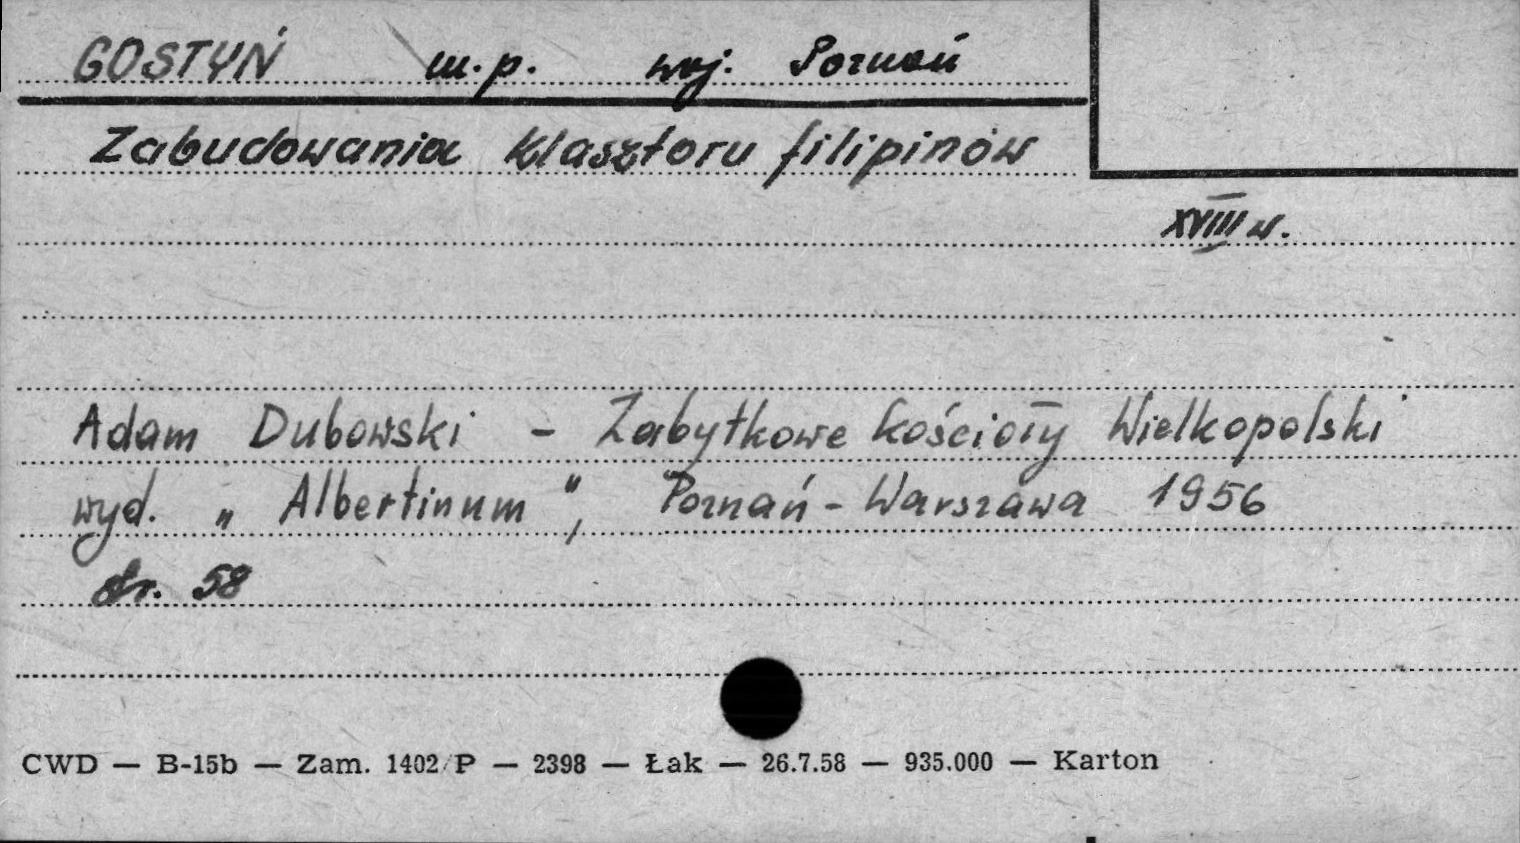 GOSTYŃ m.p. woj. Poznań
Zabudowania klasztoru filipinów
XVIII w.
Adam Dubowski - Zabytkowe kościoły Wielkopolski
wyd. „Albertinum”, Poznań - Warszawa 1956
str. 58
CWD — B-15b — Zam. 1402/P — 2398 — Łak — 26.7.58 — 935.000 — Karton